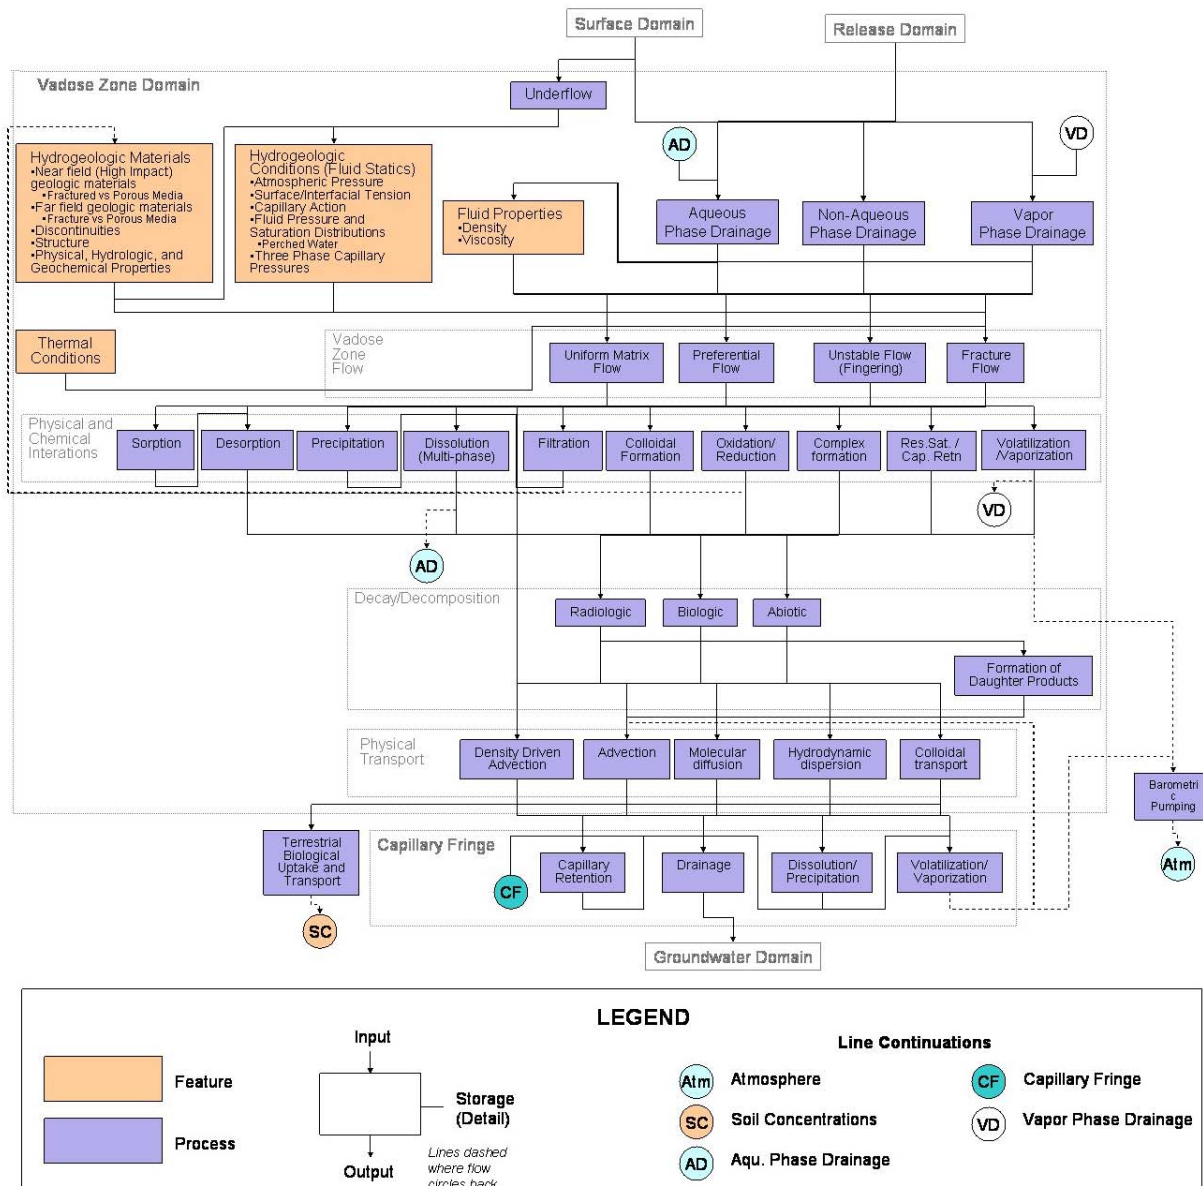 Surface Domain
Release Domain
Vadose Zone Domain
Underflow
AD
VD
Hydrogeologic Materials
▪Near field (High Impact)
geologic materials
▪Fractured vs Porous Media
▪Far field geologic materials
▪Fracture vs Porous Media
▪Discontinuities
▪Structure
▪Physical, Hydrologic, and
Geochemical Properties
Hydrogeologic
Conditions (Fluid Statics)
▪Atmospheric Pressure
▪Surface/Interfacial Tension
▪Capillary Action
▪Fluid Pressure and
Saturation Distributions
▪Perched Water
▪Three Phase Capillary
Pressures
Fluid Properties
▪Density
▪Viscosity
Aqueous
Phase Drainage
Non-Aqueous
Phase Drainage
Vapor
Phase Drainage
Thermal
Conditions
Vadose
Zone
Flow
Uniform Matrix
Flow
Preferential
Flow
Unstable Flow
(Fingering)
Fracture
Flow
Physical and
Chemical
Interations
Sorption
Desorption
Precipitation
Dissolution
(Multi-phase)
Filtration
Colloidal
Formation
Oxidation/
Reduction
Complex
formation
Res.Sat. /
Cap. Retn
Volatilization
/Vaporization
VD
AD
Decay/Decomposition
Radiologic
Biologic
Abiotic
Formation of
Daughter Products
Physical
Transport
Density Driven
Advection
Advection
Molecular
diffusion
Hydrodynamic
dispersion
Colloidal
transport
Barometri
c
Pumping
Atm
Terrestrial
Biological
Uptake and
Transport
SC
Capillary Fringe
CF
Capillary
Retention
Drainage
Dissolution/
Precipitation
Volatilization/
Vaporization
Groundwater Domain
LEGEND
Feature
Process
Input
Storage
(Detail)
Output
Lines dashed
where flow
circles back
Line Continuations
Atm Atmosphere
SC Soil Concentrations
AD Aqu. Phase Drainage
CF Capillary Fringe
VD Vapor Phase Drainage